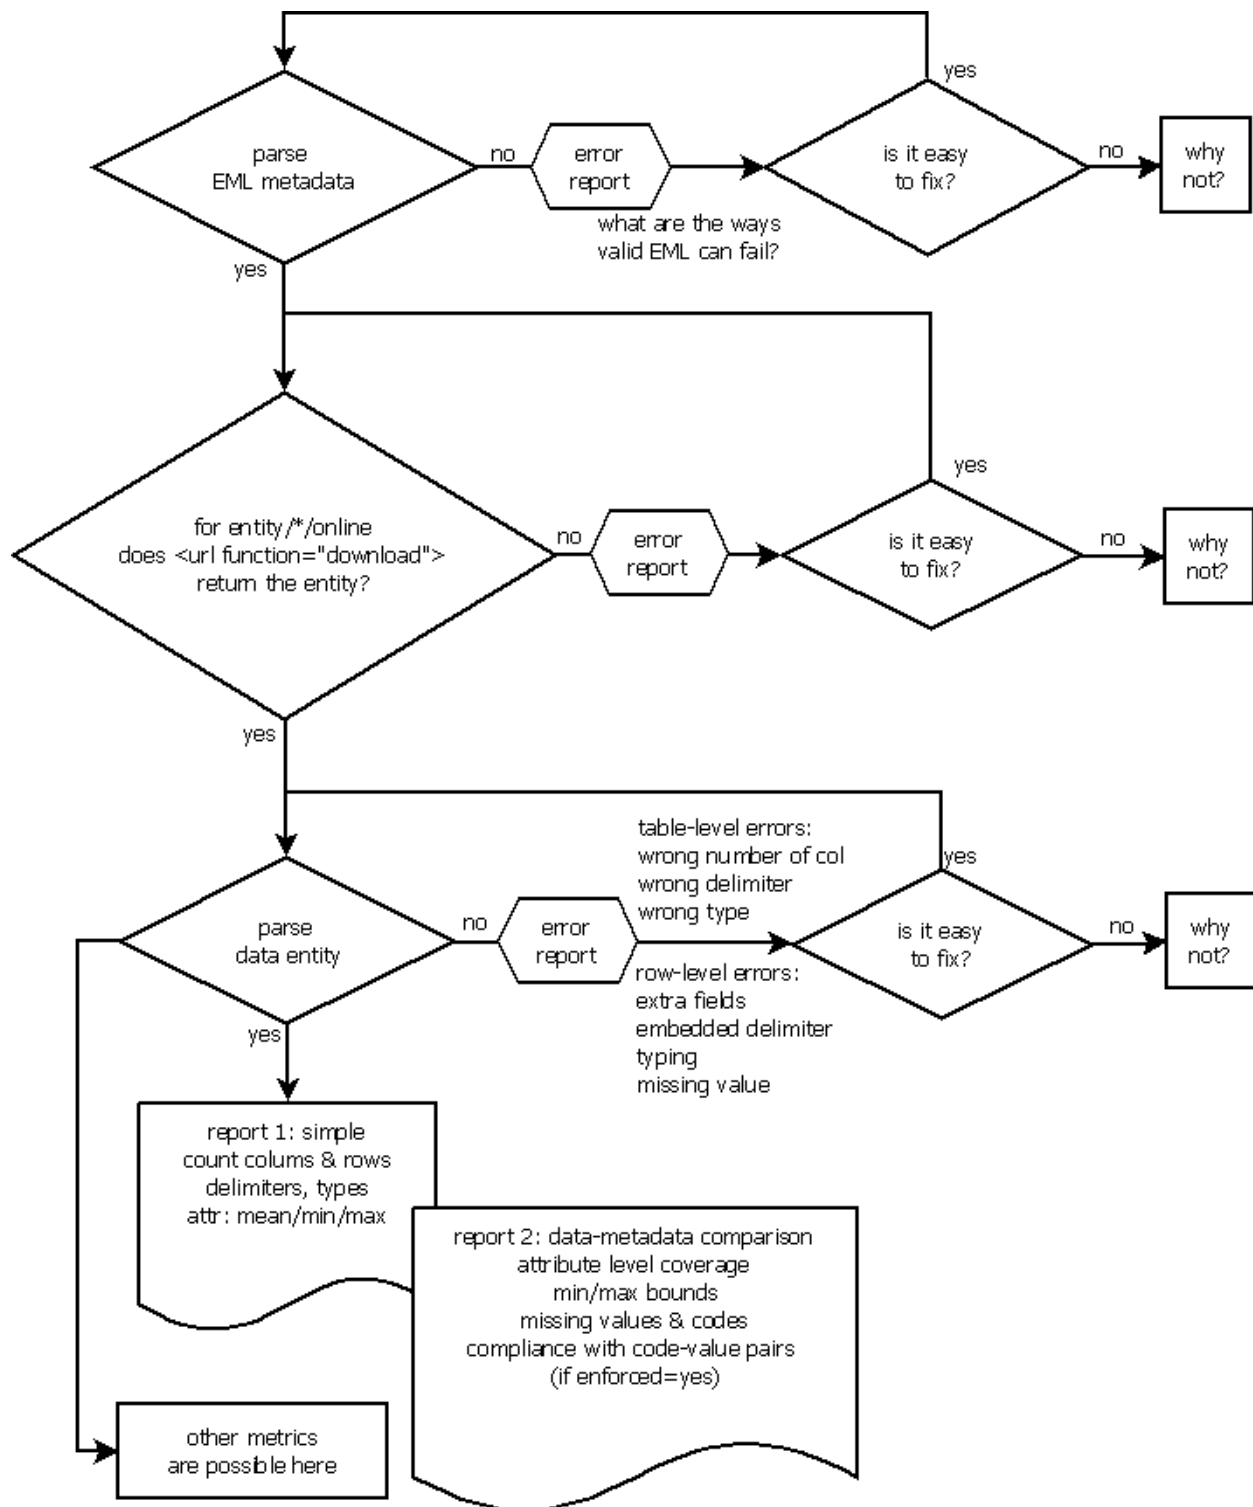 yes
parse
EML metadata
no
error
report
is it easy
to fix?
no
why
not?
what are the ways
valid EML can fail?
yes
yes
for entity/*/online
does <url function="download">
return the entity?
no
error
report
is it easy
to fix?
no
why
not?
yes
table-level errors:
wrong number of col
wrong delimiter
wrong type
yes
parse
data entity
no
error
report
is it easy
to fix?
no
why
not?
row-level errors:
extra fields
embedded delimiter
typing
missing value
yes
report 1: simple
count colums & rows
delimiters, types
attr: mean/min/max
report 2: data-metadata comparison
attribute level coverage
min/max bounds
missing values & codes
compliance with code-value pairs
(if enforced=yes)
other metrics
are possible here